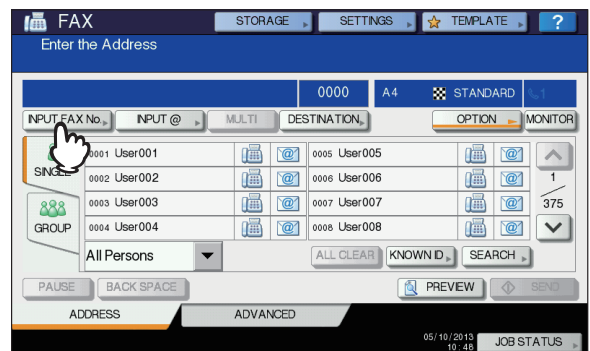 FAX STORAGE SETTINGS TEMPLATE ?
Enter the Address
0000 A4 STANDARD 1
INPUT FAX No. INPUT @ MULTI DESTINATION OPTION MONITOR
SINGLE
GROUP
0001 User001
0002 User002
0003 User003
0004 User004
0005 User005
0006 User006
0007 User007
0008 User008
1
375
All Persons ALL CLEAR KNOWN ID SEARCH
PAUSE BACK SPACE PREVIEW SEND
ADDRESS ADVANCED
05/10/2013
10:48 JOB STATUS